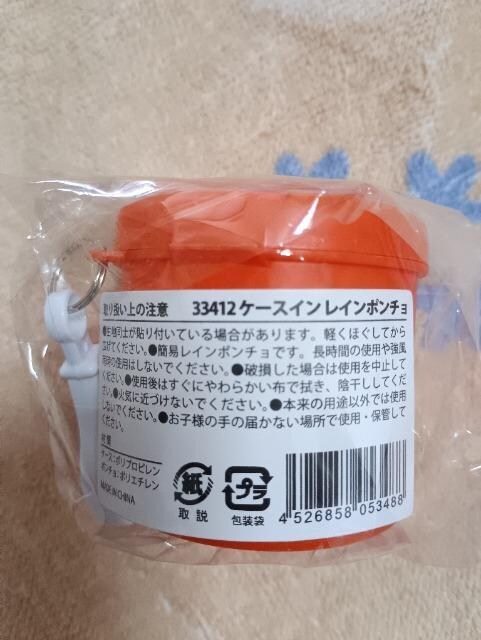 取り扱い上の注意 33412 ケースイン レインポンチョ
●生地同士が貼り付いている場合があります。軽くほぐしてから
広げてください。●簡易レインポンチョです。長時間の使用や強風
時の使用はしないでください。●破損した場合は使用を中止して
ください。●使用後はすぐにやわらかい布で拭き、陰干ししてくだ
さい。●火気に近づけないでください。●本来の用途以外では使用
しないでください。●お子様の手の届かない場所で使用・保管して
ください。
材質
ケース：ポリプロピレン
ポンチョ：ポリエチレン
MADE IN CHINA
紙
取説
プラ
包装袋
4 526858 053488